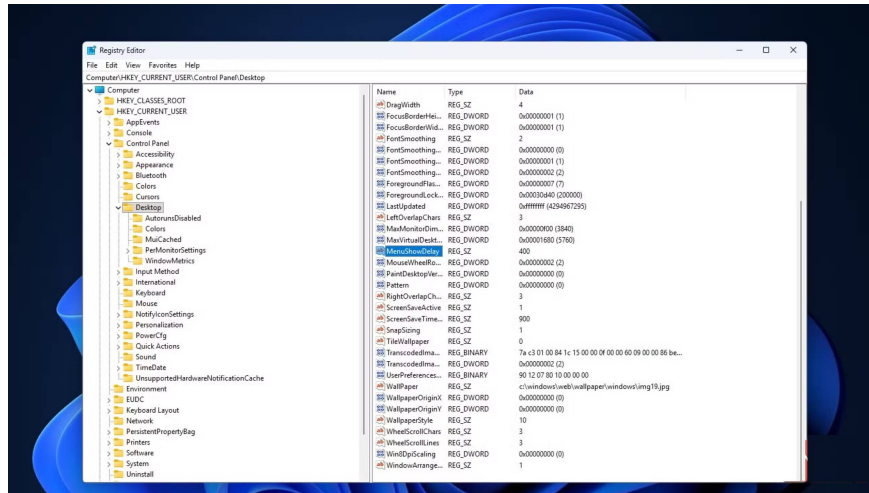 Registry Editor
File Edit View Favorites Help
Computer\HKEY_CURRENT_USER\Control Panel\Desktop
Computer
HKEY_CLASSES_ROOT
HKEY_CURRENT_USER
AppEvents
Console
Control Panel
Accessibility
Appearance
Bluetooth
Colors
Cursors
Desktop
AutorunsDisabled
Colors
MuiCached
PerMonitorSettings
WindowMetrics
Input Method
International
Keyboard
Mouse
NotifyIconSettings
Personalization
PowerCfg
Quick Actions
Sound
TimeDate
UnsupportedHardwareNotificationCache
Environment
EUDC
Keyboard Layout
Network
PersistentPropertyBag
Printers
Software
System
Uninstall
Name Type Data
DragWidth REG_SZ 4
FocusBorderHei... REG_DWORD 0x00000001 (1)
FocusBorderWid... REG_DWORD 0x00000001 (1)
FontSmoothing REG_SZ 2
FontSmoothing... REG_DWORD 0x00000000 (0)
FontSmoothing... REG_DWORD 0x00000001 (1)
FontSmoothing... REG_DWORD 0x00000002 (2)
ForegroundFlas... REG_DWORD 0x00000007 (7)
ForegroundLock... REG_DWORD 0x00030d40 (200000)
LastUpdated REG_DWORD 0xffffffff (4294967295)
LeftOverlapChars REG_SZ 3
MaxMonitorDim... REG_DWORD 0x00000f00 (3840)
MaxVirtualDeskt... REG_DWORD 0x00001680 (5760)
MenuShowDelay REG_SZ 400
MouseWheelRo... REG_DWORD 0x00000002 (2)
PaintDesktopVer... REG_DWORD 0x00000000 (0)
Pattern REG_DWORD 0x00000000 (0)
RightOverlapCh... REG_SZ 3
ScreenSaveActive REG_SZ 1
ScreenSaveTime... REG_SZ 900
SnapSizing REG_SZ 1
TileWallpaper REG_SZ 0
TranscodedIma... REG_BINARY 7a c3 01 00 84 1c 15 00 00 0f 00 00 60 09 00 00 86 be...
TranscodedIma... REG_DWORD 0x00000002 (2)
UserPreferences... REG_BINARY 90 12 07 80 10 00 00 00
WallPaper REG_SZ c:\windows\web\wallpaper\windows\img19.jpg
WallpaperOriginX REG_DWORD 0x00000000 (0)
WallpaperOriginY REG_DWORD 0x00000000 (0)
WallpaperStyle REG_SZ 10
WheelScrollChars REG_SZ 3
WheelScrollLines REG_SZ 3
Win8DpiScaling REG_DWORD 0x00000000 (0)
WindowArrange... REG_SZ 1